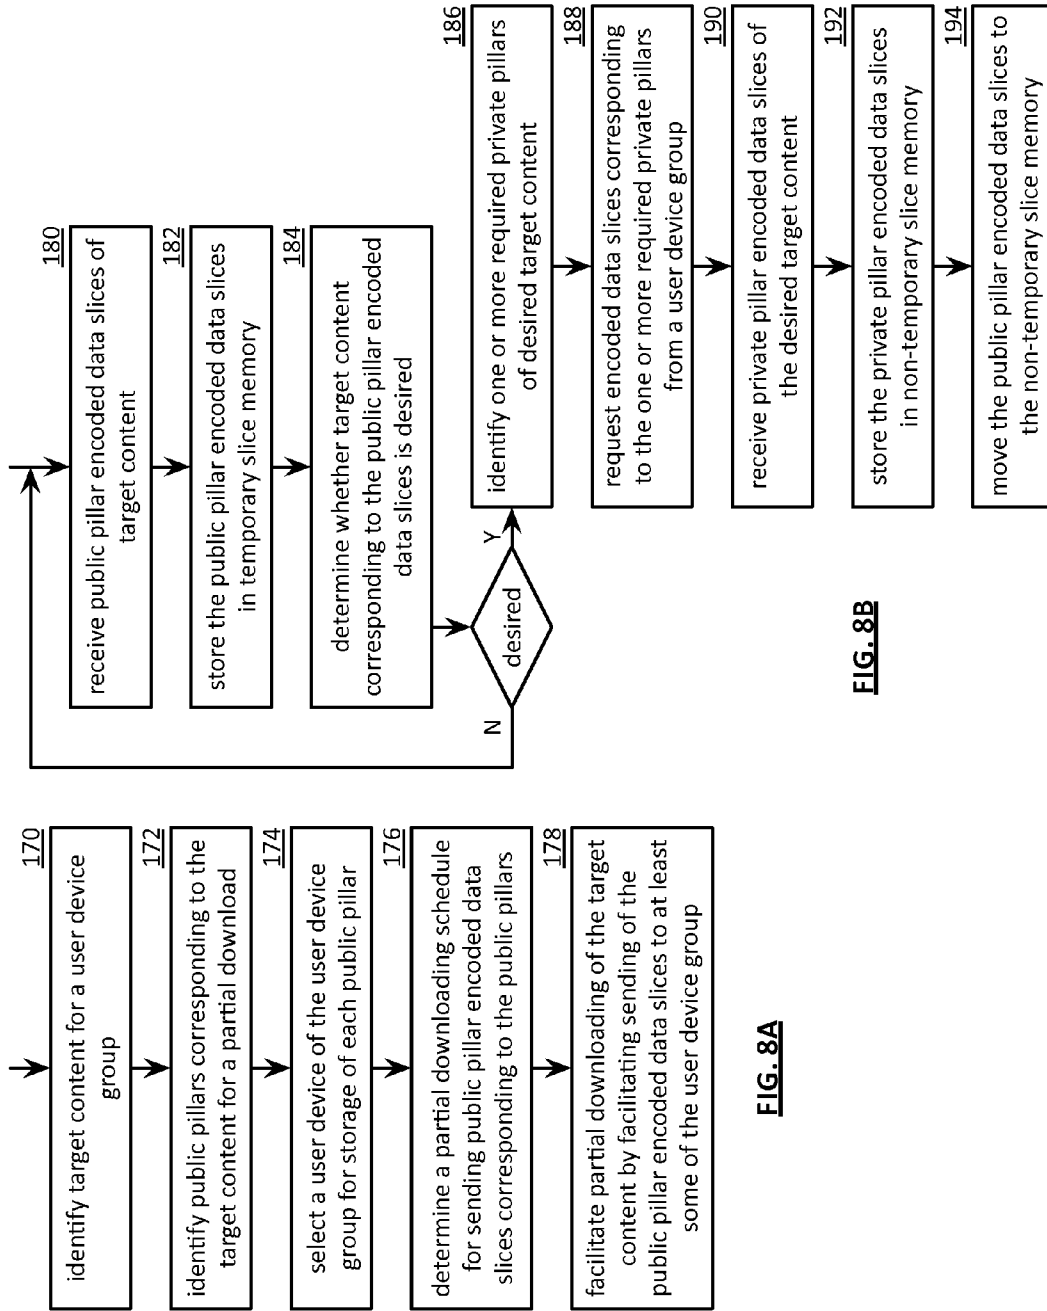 170
identify target content for a user device
group
172
identify public pillars corresponding to the
target content for a partial download
174
select a user device of the user device
group for storage of each public pillar
176
determine a partial downloading schedule
for sending public pillar encoded data
slices corresponding to the public pillars
178
facilitate partial downloading of the target
content by facilitating sending of the
public pillar encoded data slices to at least
some of the user device group
FIG. 8A
180
receive public pillar encoded data slices of
target content
182
store the public pillar encoded data slices
in temporary slice memory
184
determine whether target content
corresponding to the public pillar encoded
data slices is desired
N
desired
Y
186
identify one or more required private pillars
of desired target content
188
request encoded data slices corresponding
to the one or more required private pillars
from a user device group
190
receive private pillar encoded data slices of
the desired target content
192
store the private pillar encoded data slices
in non-temporary slice memory
194
move the public pillar encoded data slices to
the non-temporary slice memory
FIG. 8B